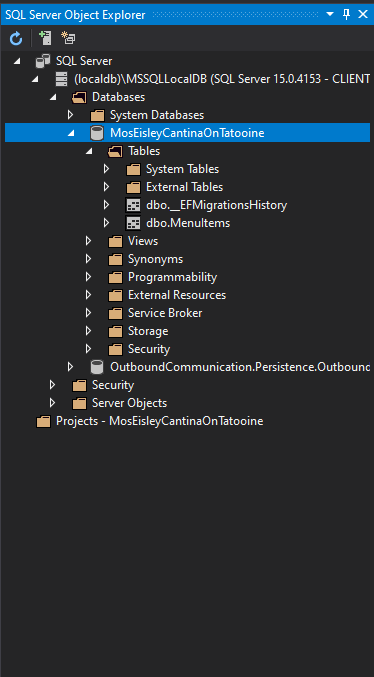 SQL Server Object Explorer
SQL Server
(localdb)\MSSQLLocalDB (SQL Server 15.0.4153 - CLIENT
Databases
System Databases
MosEisleyCantinaOnTatooine
Tables
System Tables
External Tables
dbo.__EFMigrationsHistory
dbo.MenuItems
Views
Synonyms
Programmability
External Resources
Service Broker
Storage
Security
OutboundCommunication.Persistence.Outbound
Security
Server Objects
Projects - MosEisleyCantinaOnTatooine